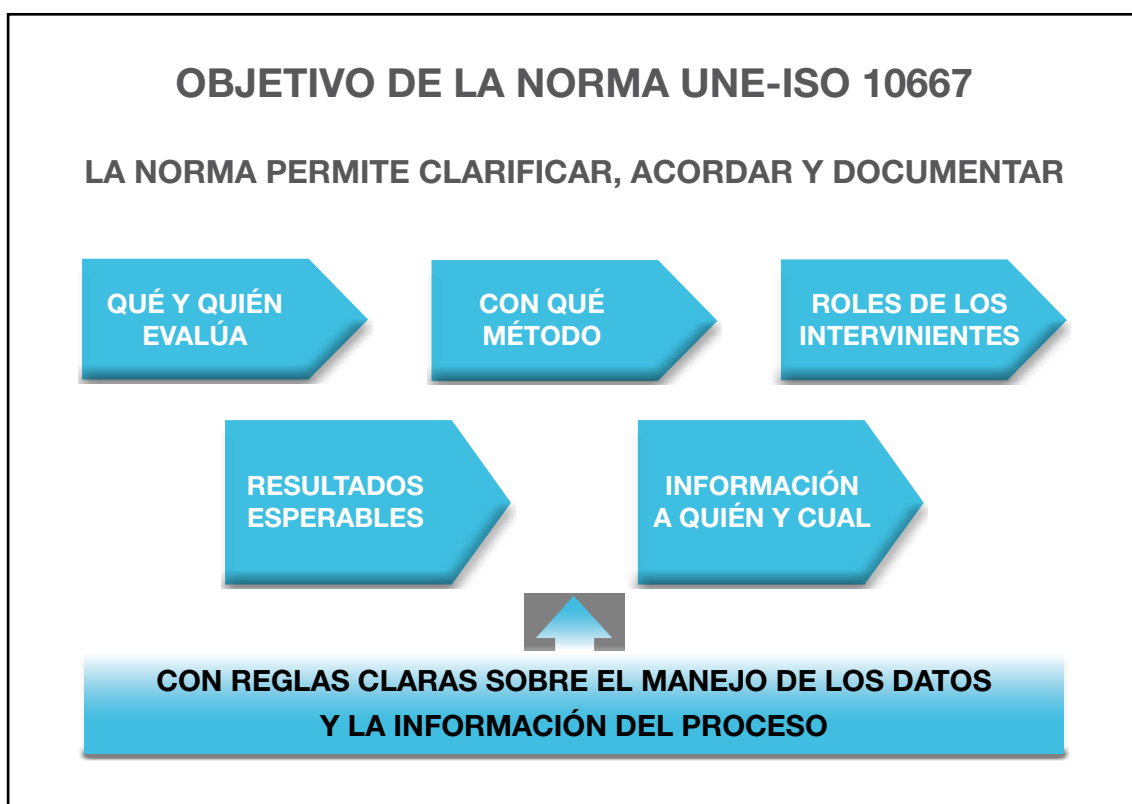 OBJETIVO DE LA NORMA UNE-ISO 10667
LA NORMA PERMITE CLARIFICAR, ACORDAR Y DOCUMENTAR
QUÉ Y QUIÉN
EVALÚA
CON QUÉ
MÉTODO
ROLES DE LOS
INTERVINIENTES
RESULTADOS
ESPERABLES
INFORMACIÓN
A QUIÉN Y CUAL
CON REGLAS CLARAS SOBRE EL MANEJO DE LOS DATOS
Y LA INFORMACIÓN DEL PROCESO